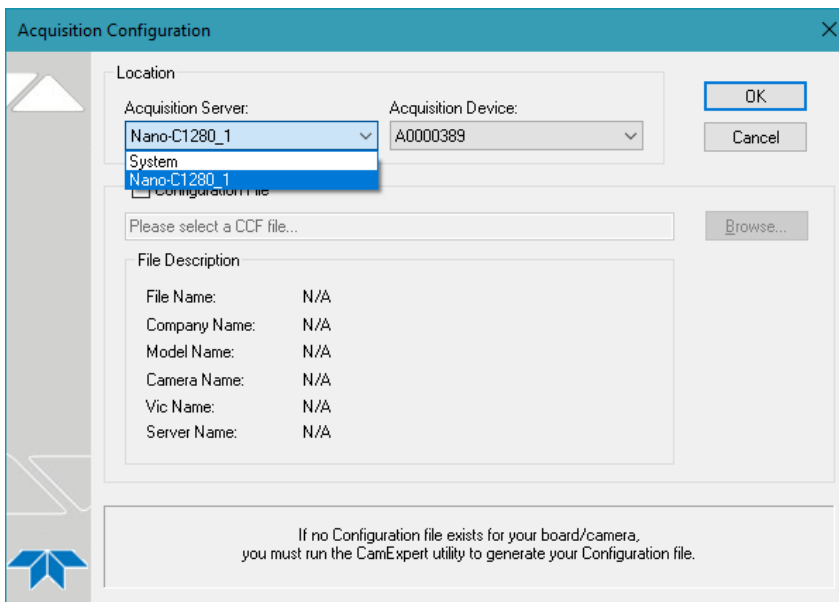 Acquisition Configuration
Location
Acquisition Server:
Acquisition Device:
Nano-C1280_1
A0000389
System
Nano-C1280_1
OK
Cancel
Configuration File
Please select a CCF file...
Browse...
File Description
File Name: N/A
Company Name: N/A
Model Name: N/A
Camera Name: N/A
Vic Name: N/A
Server Name: N/A
If no Configuration file exists for your board/camera,
you must run the CamExpert utility to generate your Configuration file.